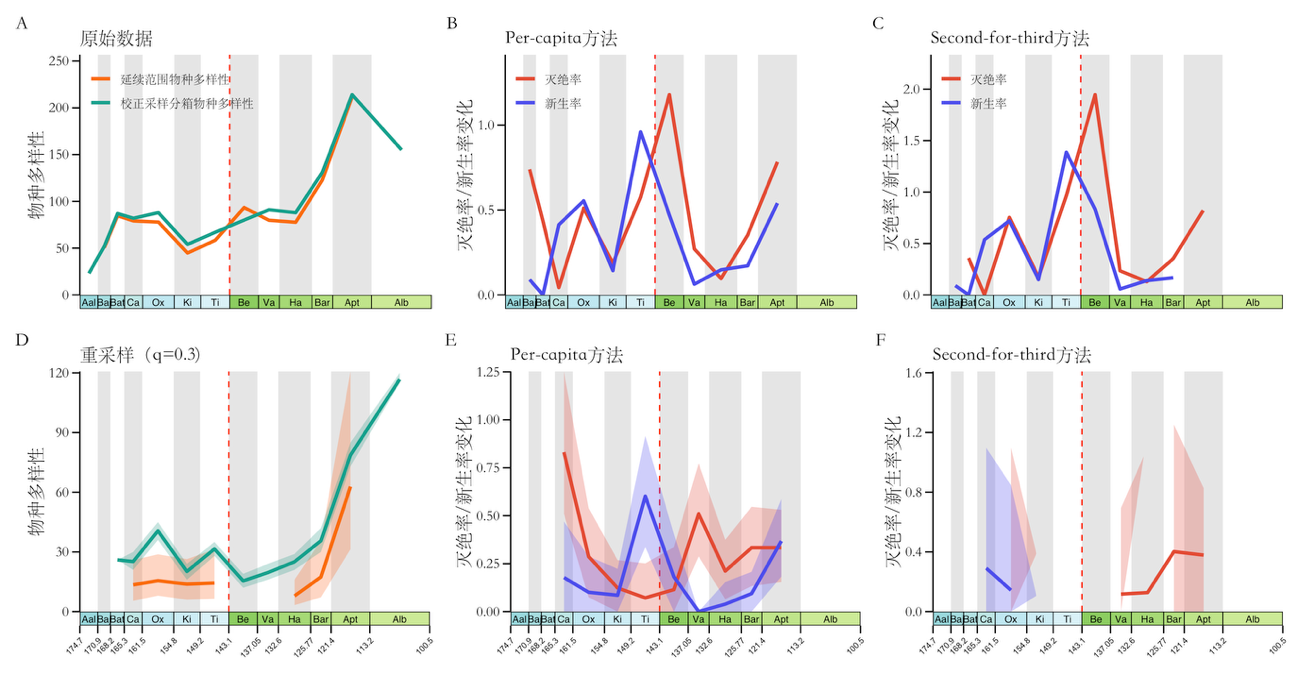 A
原始数据
物种多样性
250
200
150
100
50
0
延续范围物种多样性
校正采样分箱物种多样性
Aal Ba Bat Ca Ox Ki Ti Be Va Ha Bar Apt Alb
B
Per-capita方法
灭绝率/新生率变化
1.0
0.5
0.0
灭绝率
新生率
Aal Ba Bat Ca Ox Ki Ti Be Va Ha Bar Apt Alb
C
Second-for-third方法
灭绝率/新生率变化
2.0
1.5
1.0
0.5
0.0
灭绝率
新生率
Aal Ba Bat Ca Ox Ki Ti Be Va Ha Bar Apt Alb
D
重采样（q=0.3)
物种多样性
120
90
60
30
0
Aal Ba Bat Ca Ox Ki Ti Be Va Ha Bar Apt Alb
174.7 170.9 168.2 165.3 161.5 154.8 149.2 143.1 137.05 132.6 125.77 121.4 113.2 100.5
E
Per-capita方法
灭绝率/新生率变化
1.25
1.00
0.75
0.50
0.25
0.00
Aal Ba Bat Ca Ox Ki Ti Be Va Ha Bar Apt Alb
174.7 170.9 168.2 165.3 161.5 154.8 149.2 143.1 137.05 132.6 125.77 121.4 113.2 100.5
F
Second-for-third方法
灭绝率/新生率变化
1.6
1.2
0.8
0.4
0.0
Aal Ba Bat Ca Ox Ki Ti Be Va Ha Bar Apt Alb
174.7 170.9 168.2 165.3 161.5 154.8 149.2 143.1 137.05 132.6 125.77 121.4 113.2 100.5